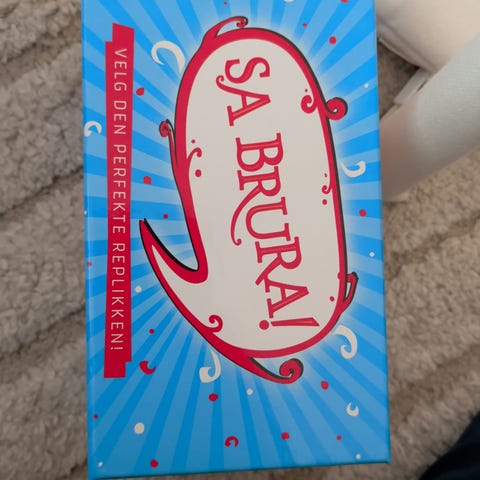 SA BRURA!
VELG DEN PERFEKTE REPLIKKEN!